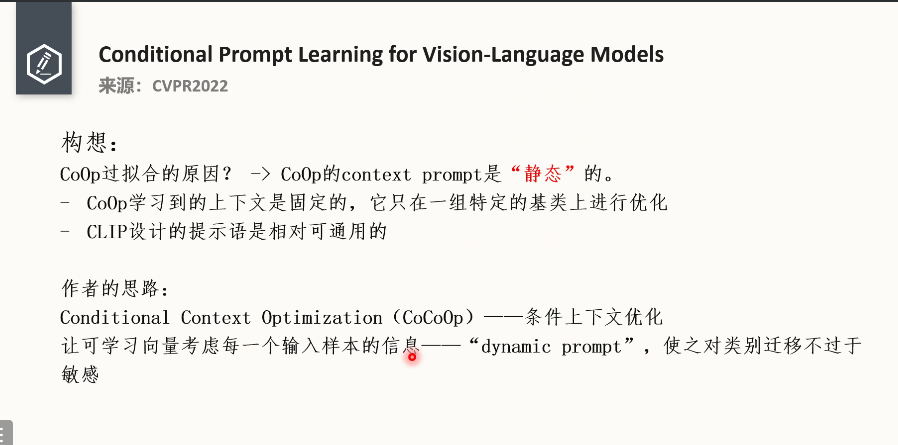 Conditional Prompt Learning for Vision-Language Models
来源：CVPR2022
构想：
CoOp过拟合的原因？ -> CoOp的context prompt是“静态”的。
- CoOp学习到的上下文是固定的，它只在一组特定的基类上进行优化
- CLIP设计的提示语是相对可通用的
作者的思路：
Conditional Context Optimization（CoCoOp）——条件上下文优化
让可学习向量考虑每一个输入样本的信息——“dynamic prompt”，使之对类别迁移不过于
敏感